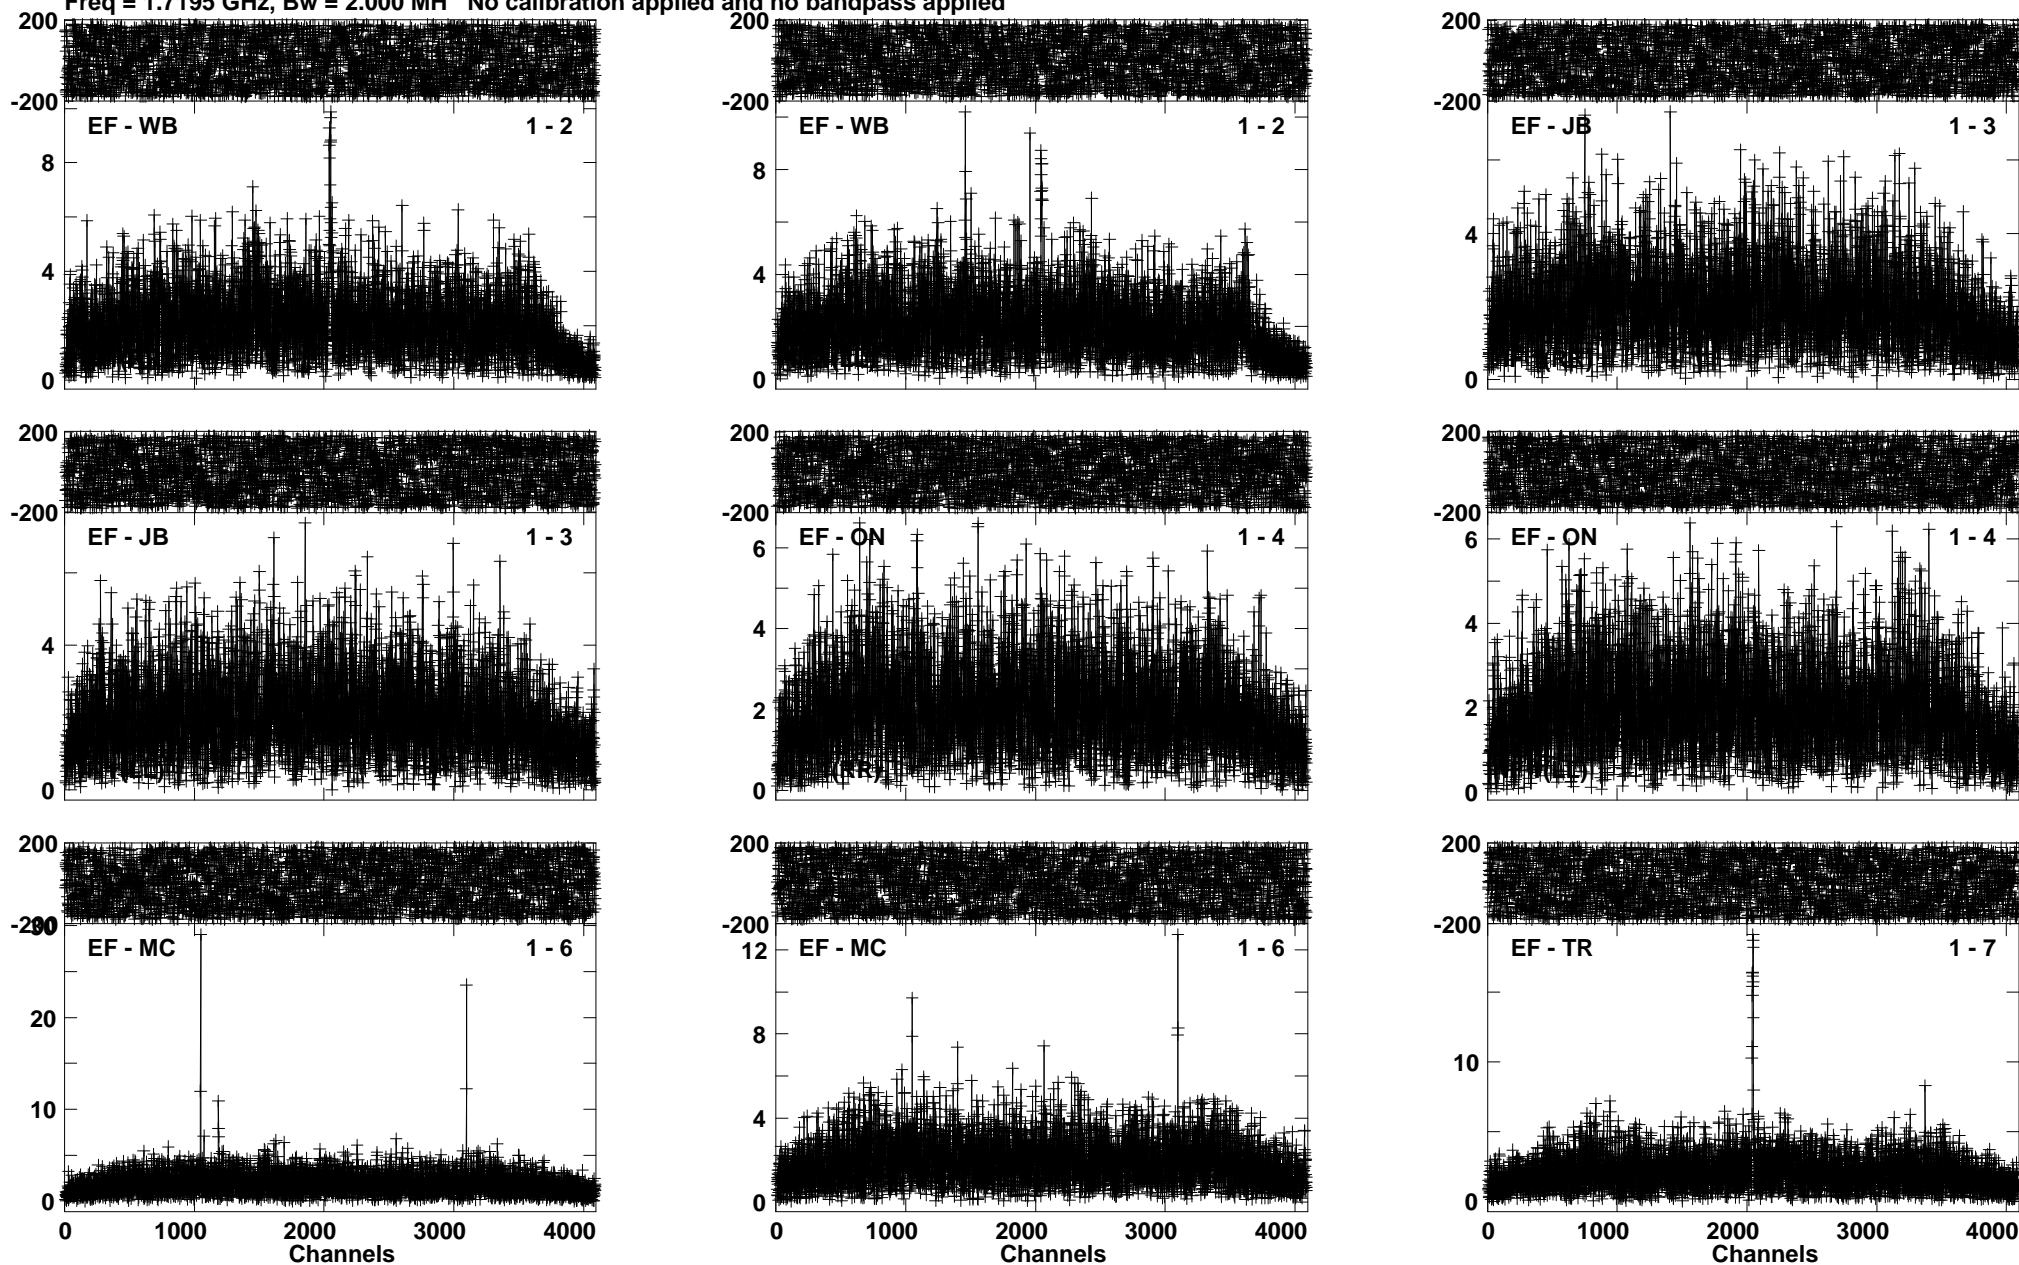 Freq = 1.7195 GHz, Bw = 2.000 MH No calibration applied and no bandpass applied
200 200 200
-200 -200 -200
EF - WB 1 - 2 EF - WB 1 - 2 EF - JB 1 - 3
8 8
4 4 4
0 0 0
200 200 200
-200 -200 -200
EF - JB 1 - 3 EF - ON 1 - 4 EF - ON 1 - 4
6 6
4 4 4
2 2
(RR)
0 0 0
200 200 200
-200 -200 -200
30 12
EF - MC 1 - 6 EF - MC 1 - 6 EF - TR 1 - 7
20 8 10
10 4
0 0 0
0 1000 2000 3000 4000 0 1000 2000 3000 4000 0 1000 2000 3000 4000
Channels Channels